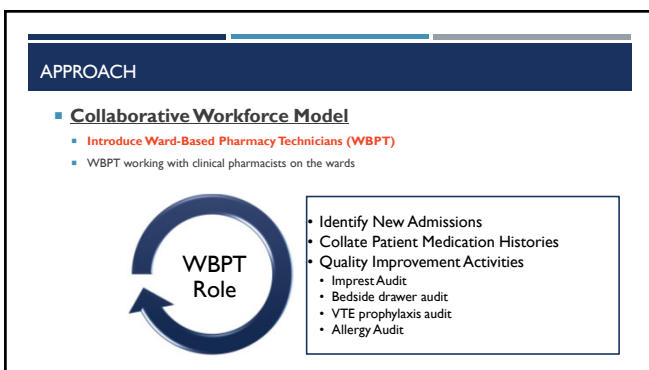 APPROACH
Collaborative Workforce Model
Introduce Ward-Based Pharmacy Technicians (WBPT)
WBPT working with clinical pharmacists on the wards
WBPT
Role
• Identify New Admissions
• Collate Patient Medication Histories
• Quality Improvement Activities
• Imprest Audit
• Bedside drawer audit
• VTE prophylaxis audit
• Allergy Audit